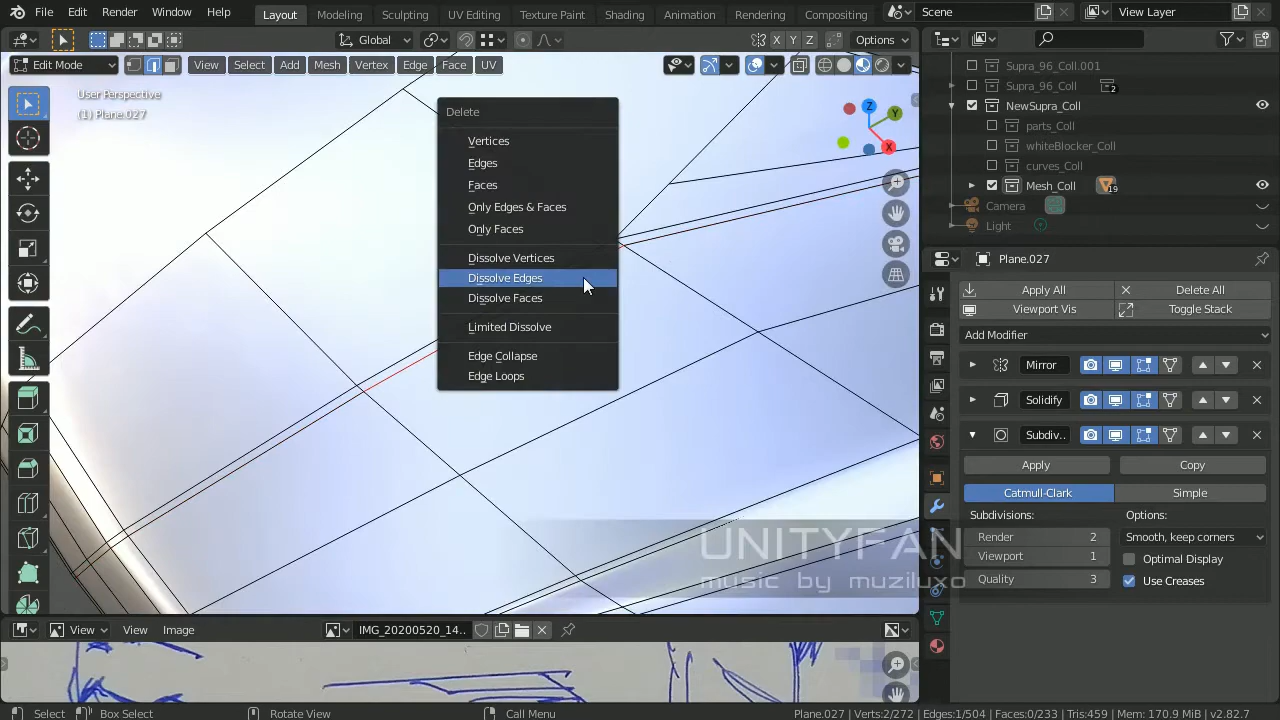 File Edit Render Window Help Layout Modeling Sculpting UV Editing Texture Paint Shading Animation Rendering Compositing Scene View Layer
Global X Y Z Options
Edit Mode View Select Add Mesh Vertex Edge Face UV
User Perspective
(1) Plane.027
Delete
Vertices
Edges
Faces
Only Edges & Faces
Only Faces
Dissolve Vertices
Dissolve Edges
Dissolve Faces
Limited Dissolve
Edge Collapse
Edge Loops
Z
Y
X
Supra_96_Coll.001
Supra_96_Coll 2
NewSupra_Coll
parts_Coll
whiteBlocker_Coll
curves_Coll
Mesh_Coll 19
Camera
Light
Plane.027
Apply All Delete All
Viewport Vis Toggle Stack
Add Modifier
Mirror
Solidify
Subdiv..
Apply Copy
Catmull-Clark Simple
Subdivisions: Options:
Render 2 Smooth, keep corners
Viewport 1 Optimal Display
Quality 3 Use Creases
UNITYFAN
music by muziluxo
View View Image IMG_20200520_14..
Select Box Select Rotate View Call Menu Plane.027 | Verts:2/272 | Edges:1/504 | Faces:0/233 | Tris:459 | Mem: 170.9 MiB | v2.82.7